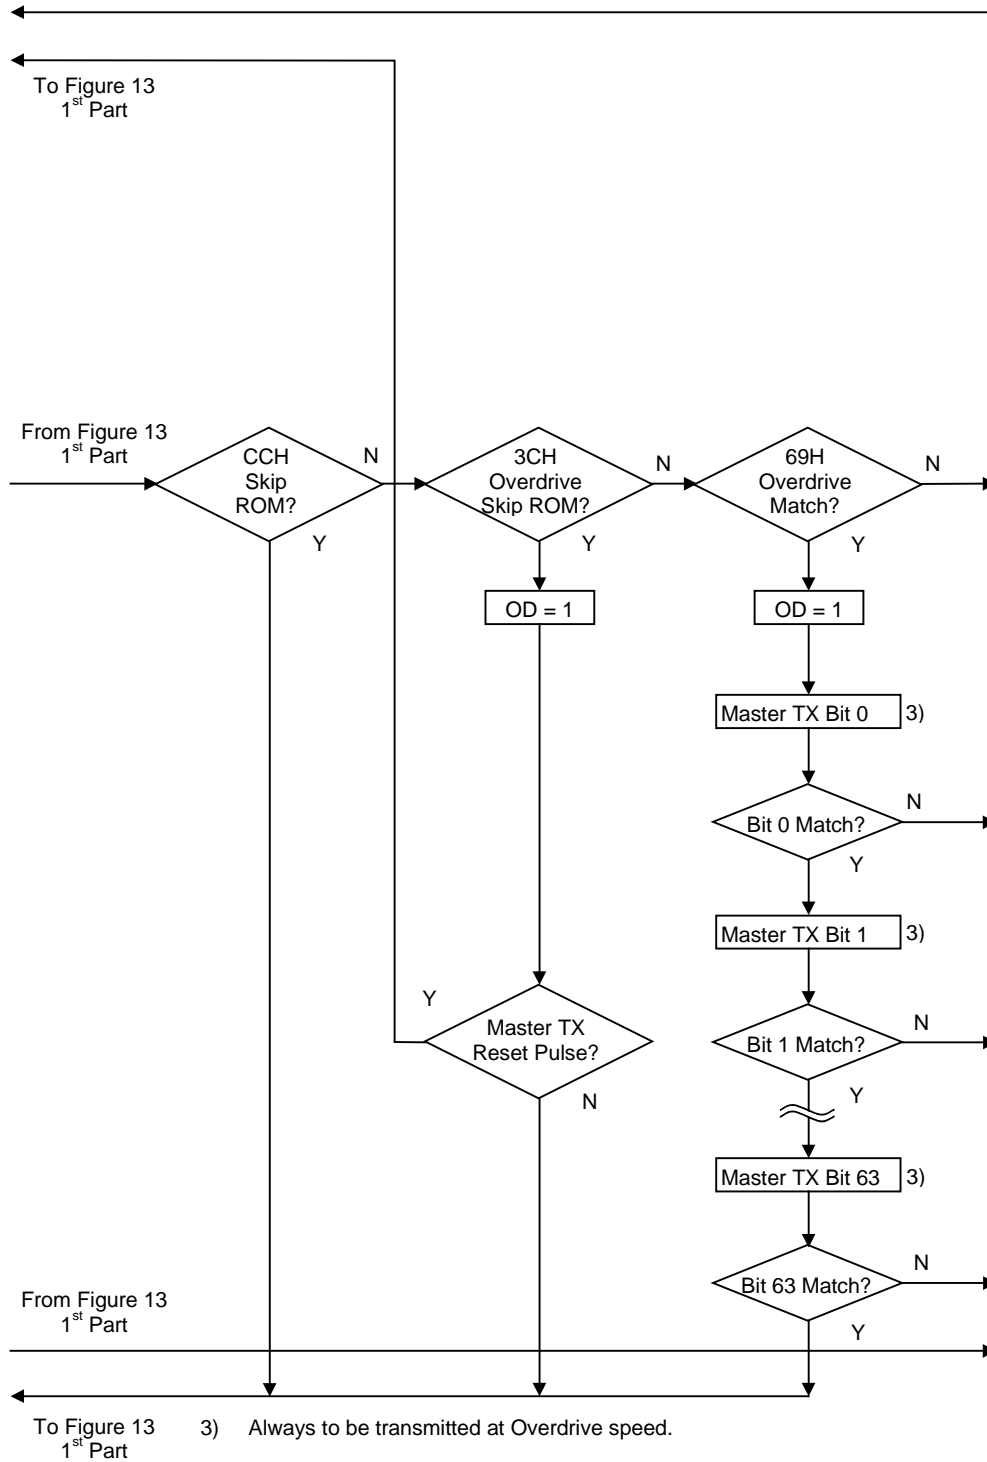 To Figure 13
1st Part
From Figure 13
1st Part
CCH
Skip
ROM?
N
Y
3CH
Overdrive
Skip ROM?
N
Y
69H
Overdrive
Match?
N
Y
OD = 1
OD = 1
Master TX Bit 0 3)
Bit 0 Match?
N
Y
Master TX Bit 1 3)
Y
Master TX
Reset Pulse?
N
Bit 1 Match?
N
Y
Master TX Bit 63 3)
Bit 63 Match?
N
Y
From Figure 13
1st Part
To Figure 13
1st Part
3) Always to be transmitted at Overdrive speed.